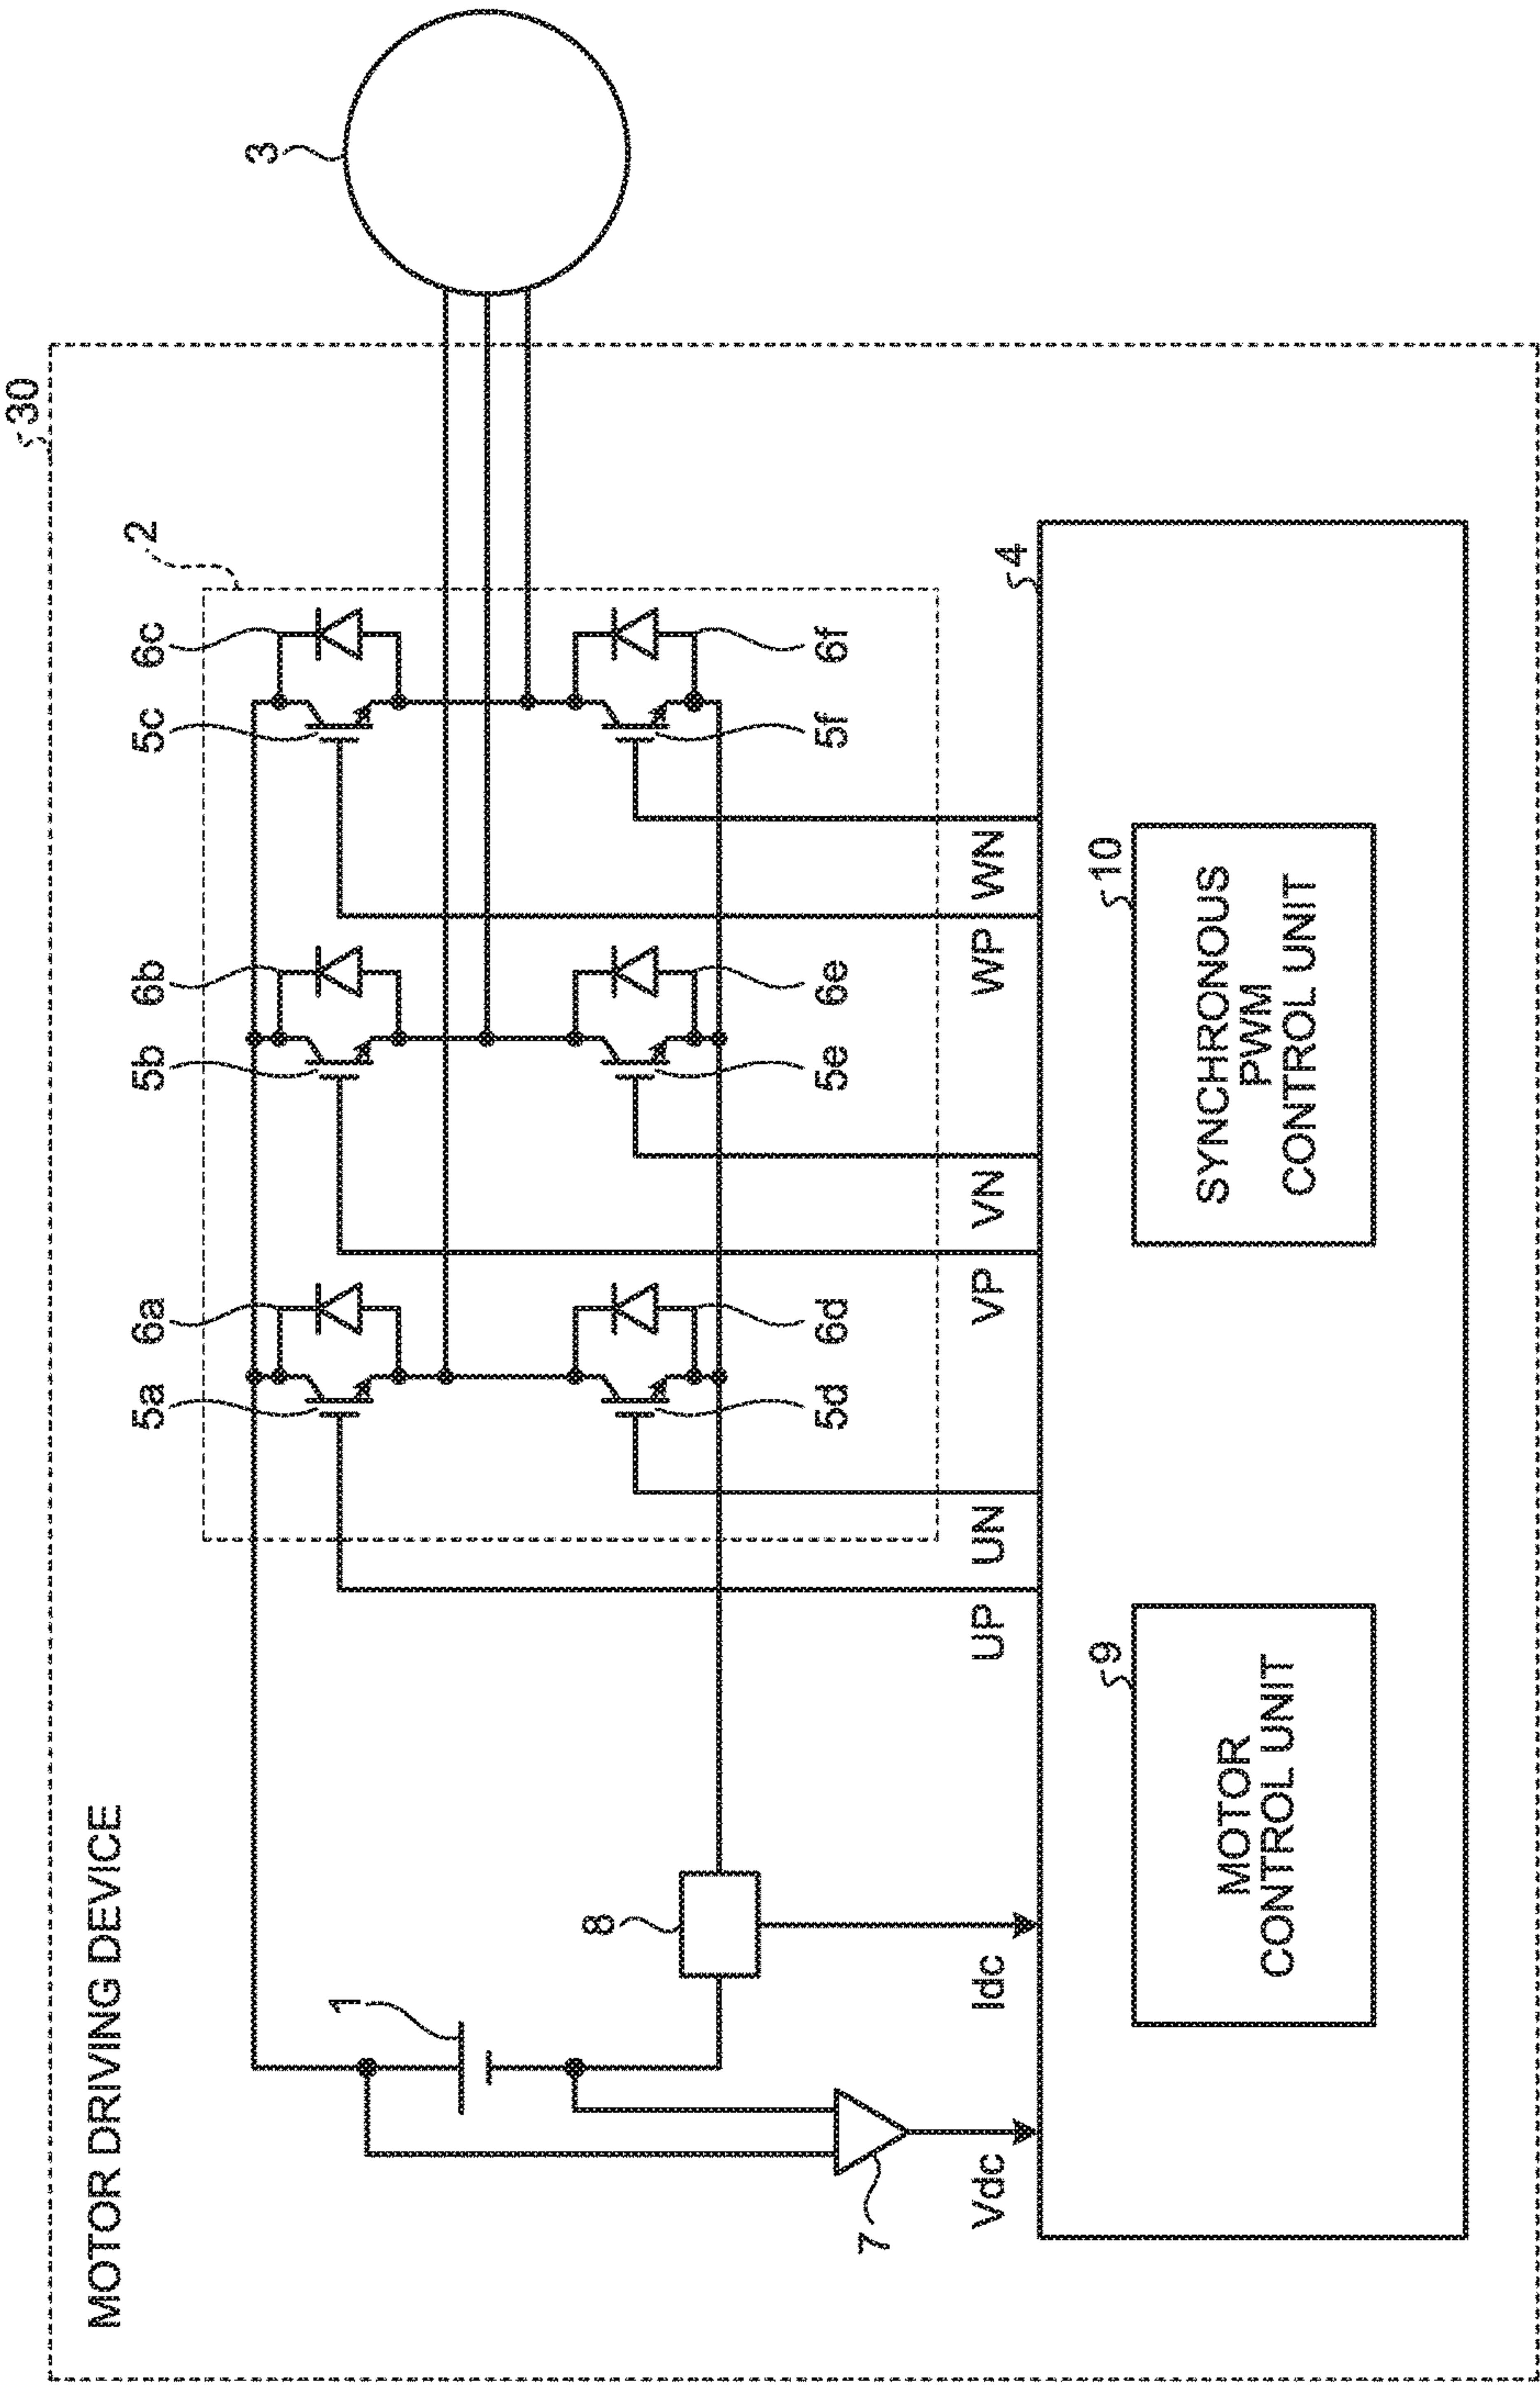 30
MOTOR DRIVING DEVICE
2
3
5a
6a
5b
6b
5c
6c
1
8
5d
6d
5e
6e
5f
6f
7
Vdc
Idc
UP
UN
VP
VN
WP
WN
4
9
MOTOR
CONTROL UNIT
10
SYNCHRONOUS
PWM
CONTROL UNIT